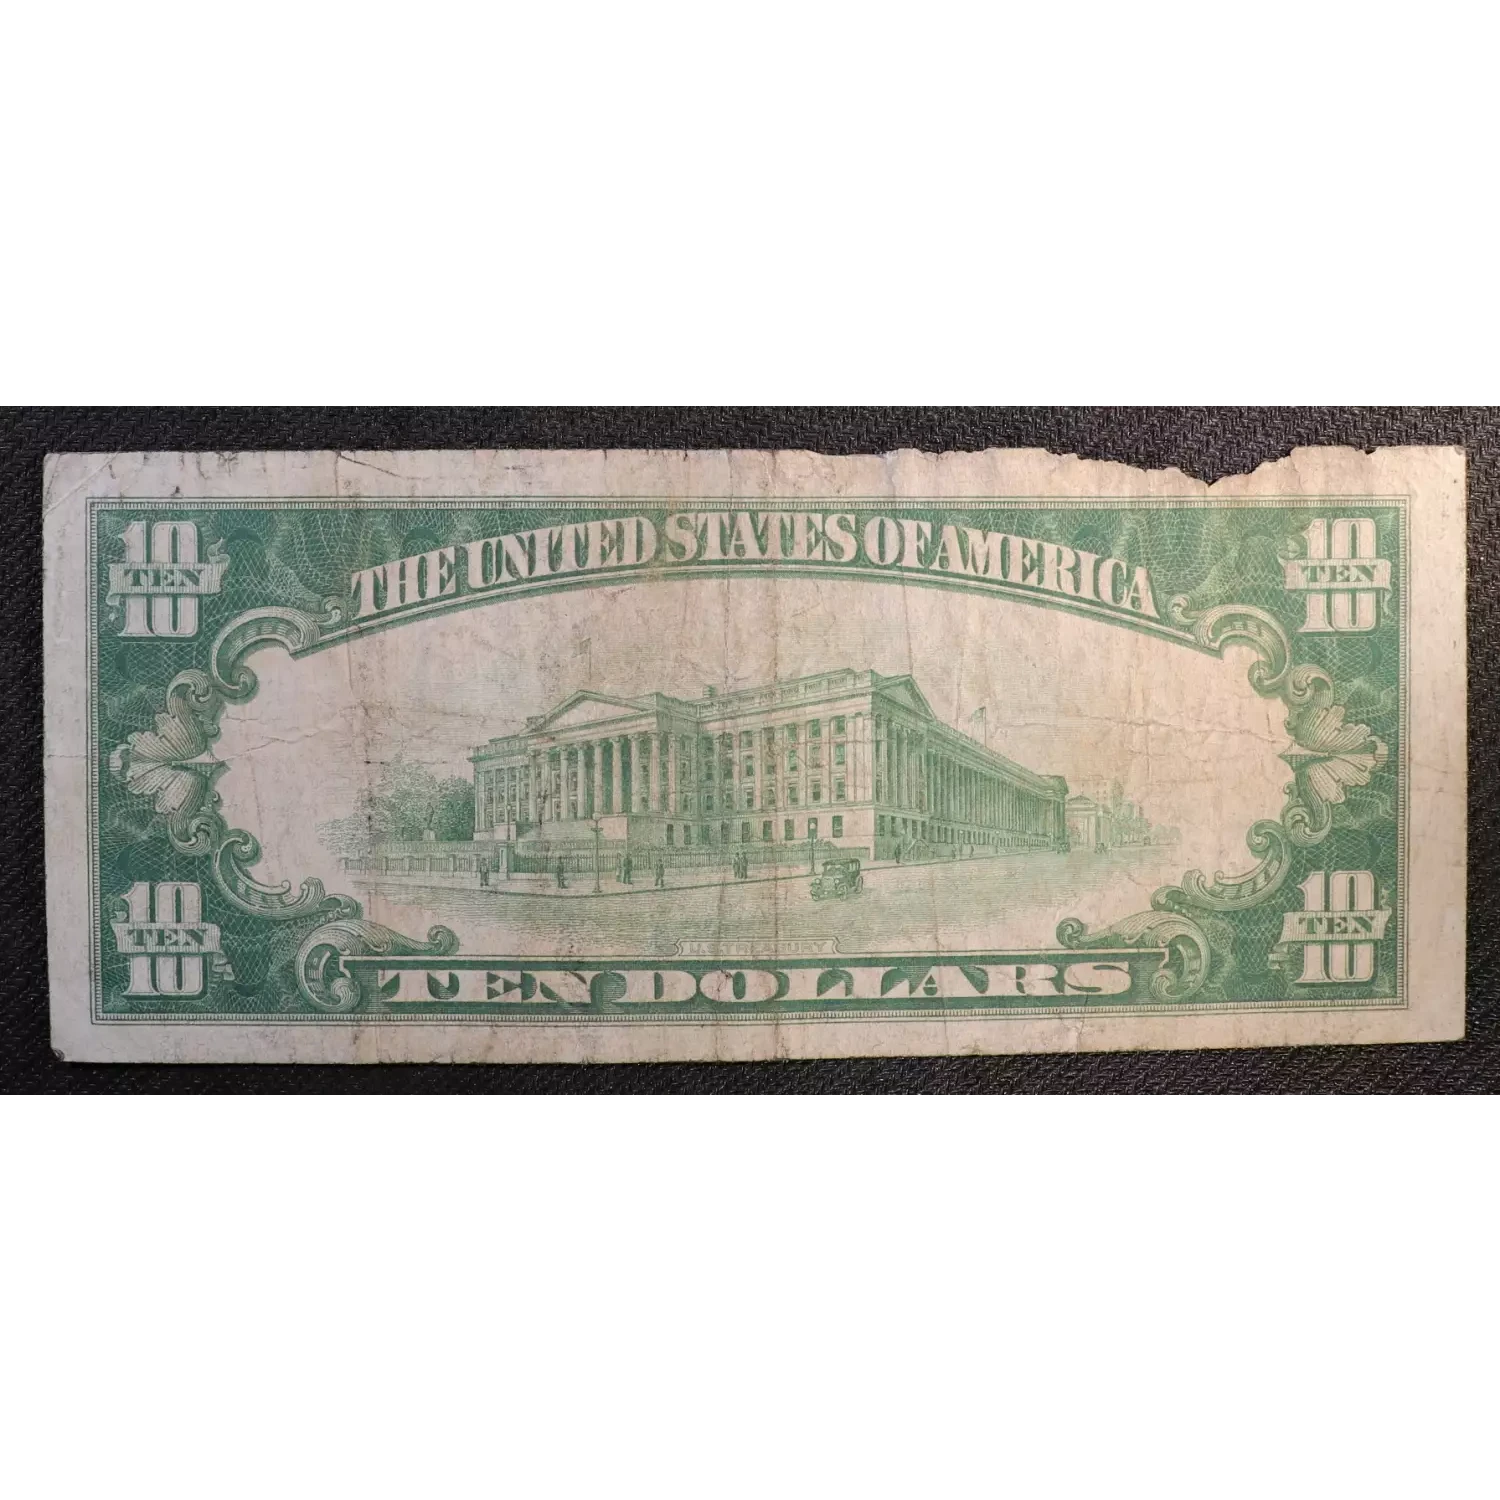 10 TEN 10
THE UNITED STATES OF AMERICA
10 TEN 10
10 TEN 10
U.S. TREASURY
TEN DOLLARS
10 TEN 10